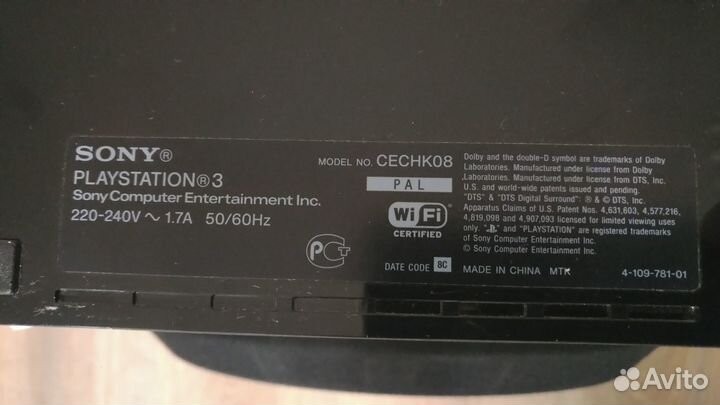 SONY®
PLAYSTATION®3
Sony Computer Entertainment Inc.
220-240V ~ 1.7A 50/60Hz
MODEL NO. CECHK08
PAL
Wi Fi
CERTIFIED
DATE CODE 8C
MADE IN CHINA MTK
Dolby and the double-D symbol are trademarks of Dolby
Laboratories. Manufactured under license from Dolby
Laboratories. Manufactured under license from DTS, Inc.
U.S. and world-wide patents issued and pending.
"DTS" & "DTS Digital Surround": ® & © DTS, Inc.
Apparatus Claims of U.S. Patent Nos. 4,631,603, 4,577,216,
4,819,098 and 4,907,093 licensed for limited viewing uses
only. " " and "PLAYSTATION" are registered trademarks
of Sony Computer Entertainment Inc.
© Sony Computer Entertainment Inc.
4-109-781-01
Avito